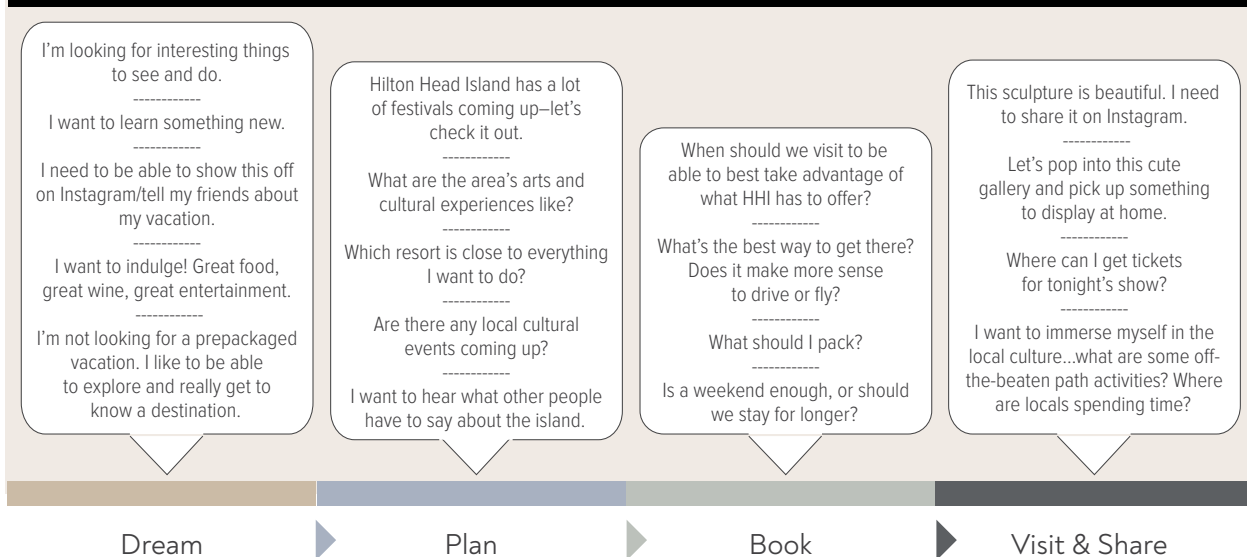 I'm looking for interesting things
to see and do.
------------
I want to learn something new.
------------
I need to be able to show this off
on Instagram/tell my friends about
my vacation.
------------
I want to indulge! Great food,
great wine, great entertainment.
------------
I'm not looking for a prepackaged
vacation. I like to be able
to explore and really get to
know a destination.
Hilton Head Island has a lot
of festivals coming up–let's
check it out.
------------
What are the area's arts and
cultural experiences like?
------------
Which resort is close to everything
I want to do?
------------
Are there any local cultural
events coming up?
------------
I want to hear what other people
have to say about the island.
When should we visit to be
able to best take advantage of
what HHI has to offer?
------------
What's the best way to get there?
Does it make more sense
to drive or fly?
------------
What should I pack?
------------
Is a weekend enough, or should
we stay for longer?
This sculpture is beautiful. I need
to share it on Instagram.
------------
Let's pop into this cute
gallery and pick up something
to display at home.
------------
Where can I get tickets
for tonight's show?
------------
I want to immerse myself in the
local culture...what are some off-
the-beaten path activities? Where
are locals spending time?
Dream
Plan
Book
Visit & Share